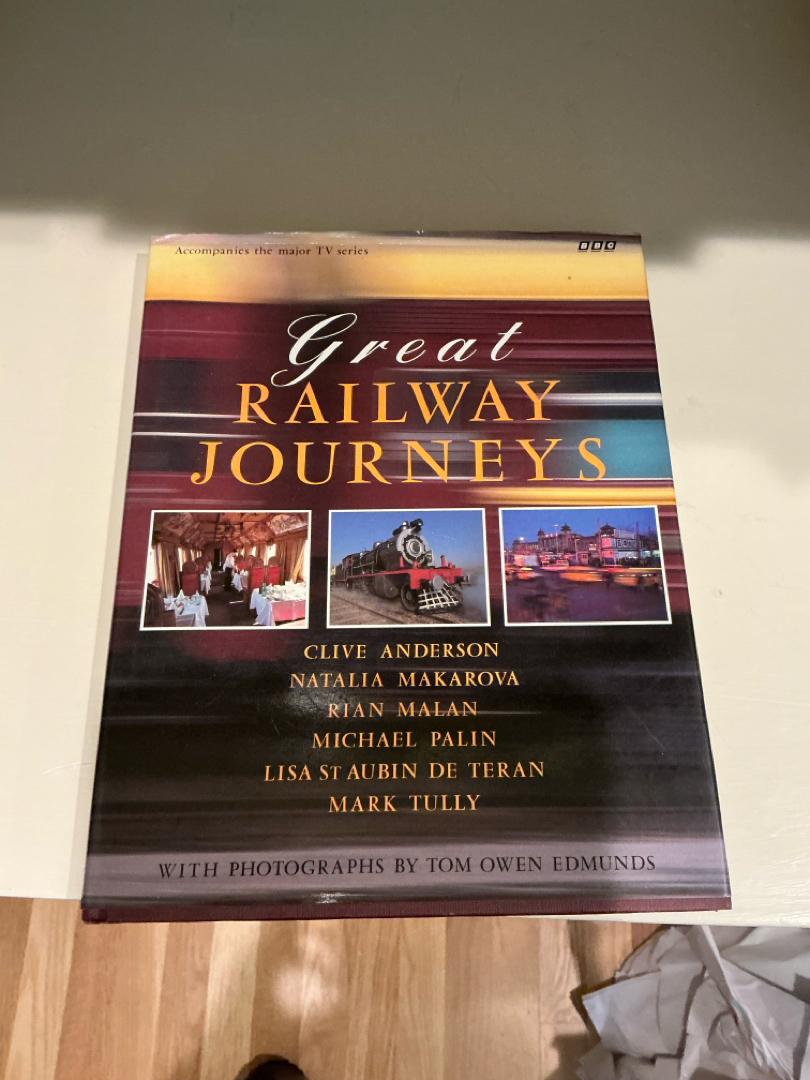 Accompanies the major TV series
BBC
Great
RAILWAY
JOURNEYS
CLIVE ANDERSON
NATALIA MAKAROVA
RIAN MALAN
MICHAEL PALIN
LISA ST AUBIN DE TERAN
MARK TULLY
WITH PHOTOGRAPHS BY TOM OWEN EDMUNDS